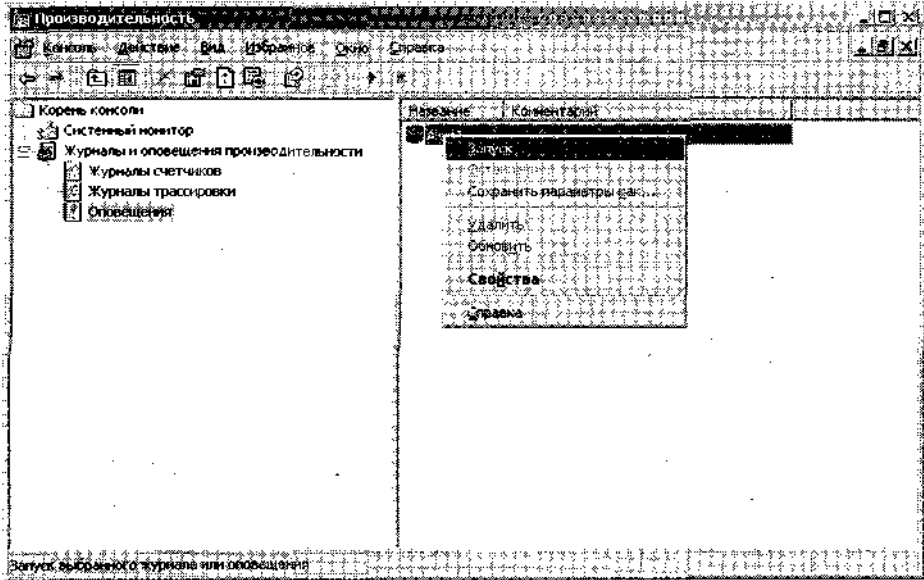 Производительность
Консоль Действие Вид Избранное Окно Справка
Корень консоли
Системный монитор
Журналы и оповещения производительности
Журналы счетчиков
Журналы трассировки
Оповещения
Название Комментарий
Запуск
Сохранить параметры как...
Удалить
Обновить
Свойства
Справка
Запуск выбранного журнала или оповещения